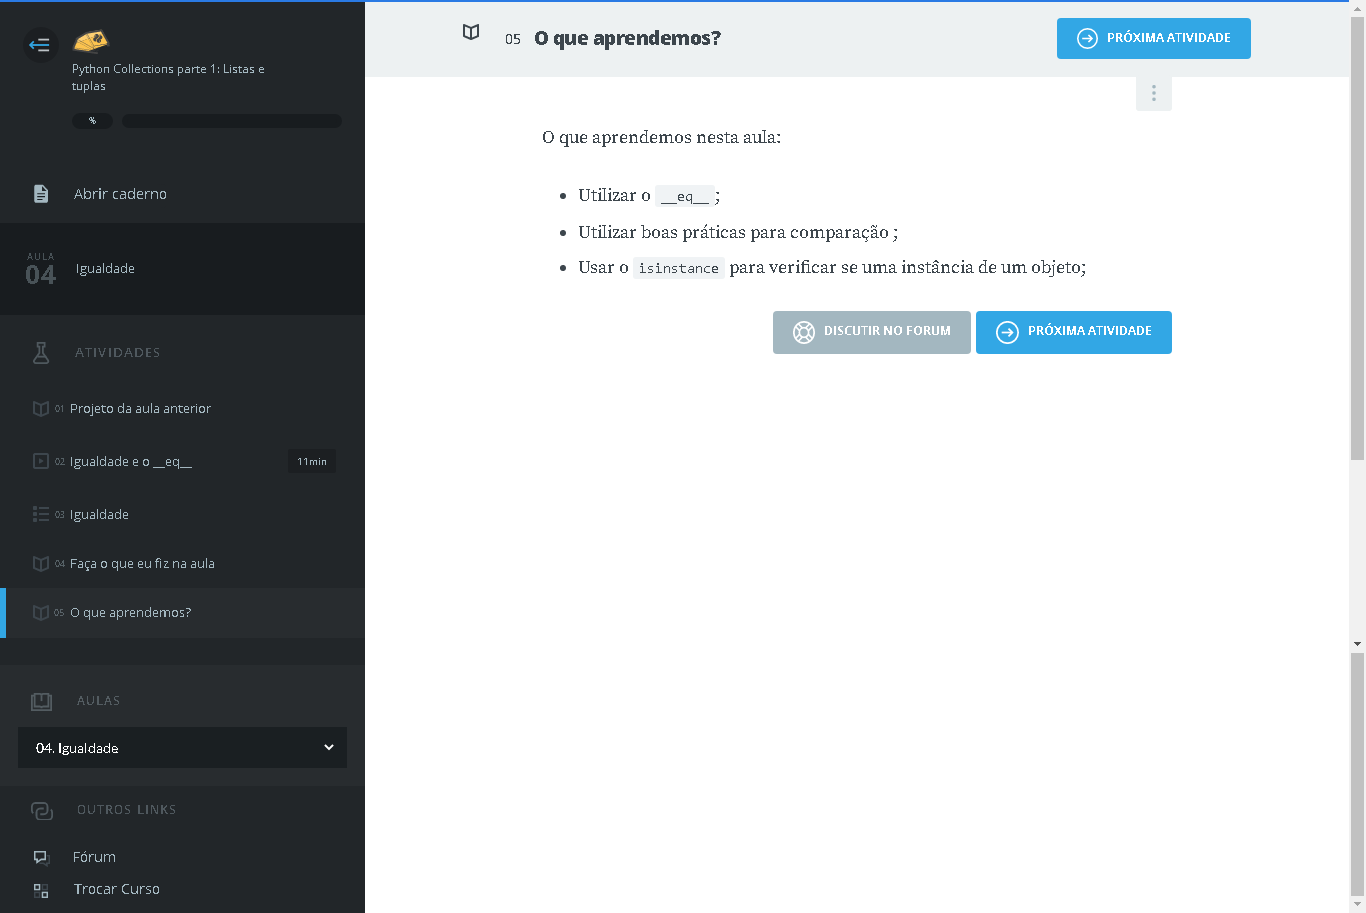 Python Collections parte 1: Listas e
tuplas
%
Abrir caderno
AULA
04
Igualdade
ATIVIDADES
01 Projeto da aula anterior
02 Igualdade e o __eq__ 11min
03 Igualdade
04 Faça o que eu fiz na aula
05 O que aprendemos?
AULAS
04. Igualdade
OUTROS LINKS
Fórum
Trocar Curso
05 O que aprendemos?
PRÓXIMA ATIVIDADE
O que aprendemos nesta aula:
• Utilizar o __eq__ ;
• Utilizar boas práticas para comparação ;
• Usar o isinstance para verificar se uma instância de um objeto;
DISCUTIR NO FORUM PRÓXIMA ATIVIDADE